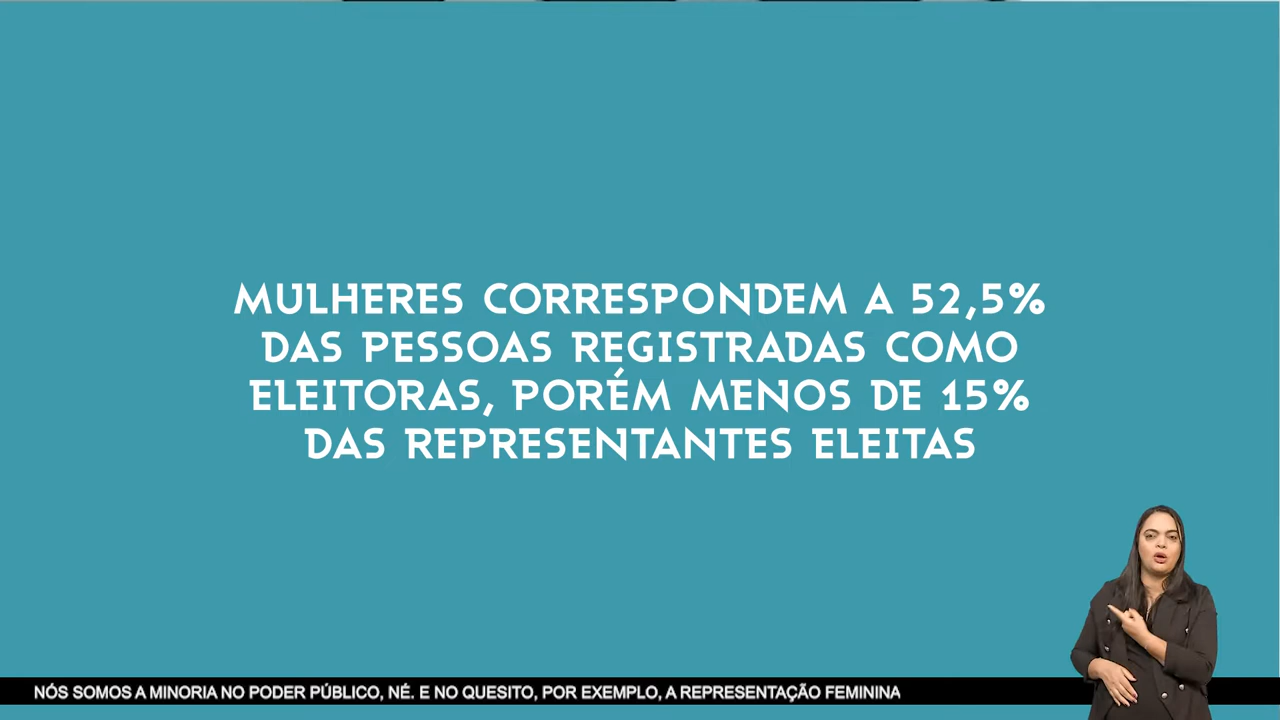 MULHERES CORRESPONDEM A 52,5%
DAS PESSOAS REGISTRADAS COMO
ELEITORAS, PORÉM MENOS DE 15%
DAS REPRESENTANTES ELEITAS
NÓS SOMOS A MINORIA NO PODER PÚBLICO, NÉ. E NO QUESITO, POR EXEMPLO, A REPRESENTAÇÃO FEMININA